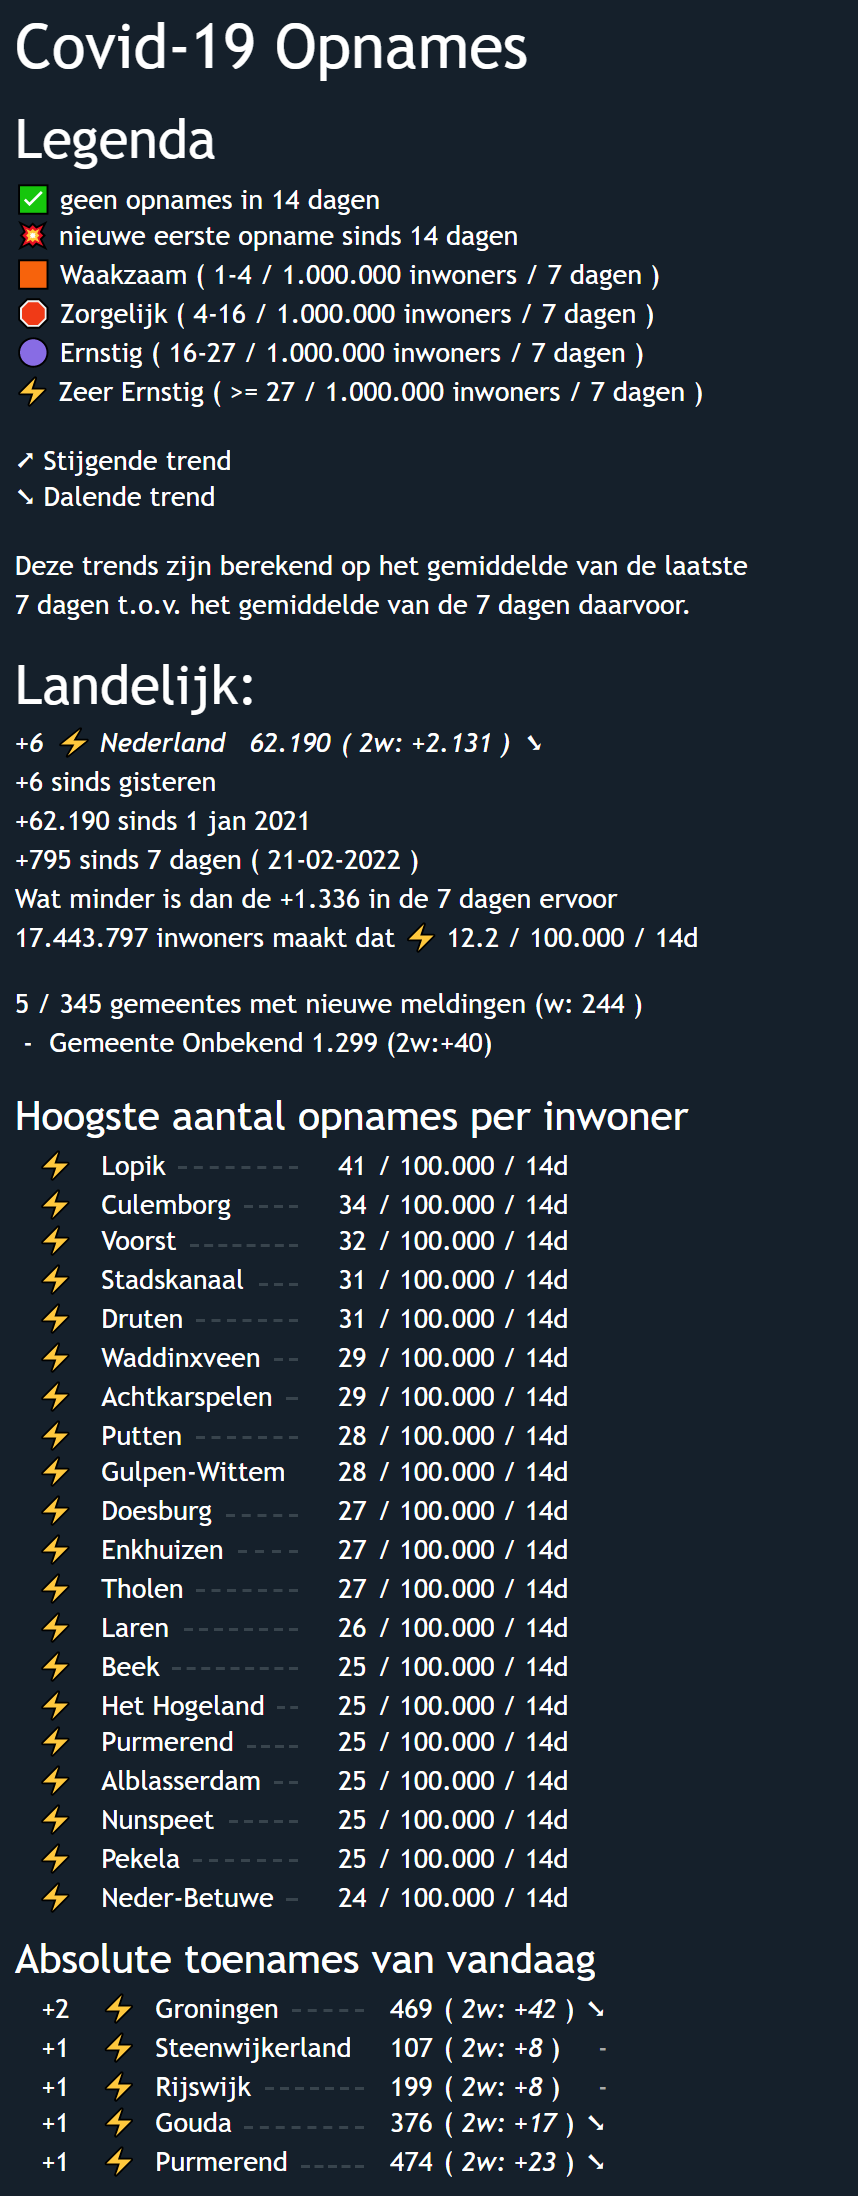 Covid-19 Opnames
Legenda
✅ geen opnames in 14 dagen
💥 nieuwe eerste opname sinds 14 dagen
🟧 Waakzaam ( 1-4 / 1.000.000 inwoners / 7 dagen )
🛑 Zorgelijk ( 4-16 / 1.000.000 inwoners / 7 dagen )
🟣 Ernstig ( 16-27 / 1.000.000 inwoners / 7 dagen )
⚡ Zeer Ernstig ( >= 27 / 1.000.000 inwoners / 7 dagen )
➚ Stijgende trend
➘ Dalende trend
Deze trends zijn berekend op het gemiddelde van de laatste
7 dagen t.o.v. het gemiddelde van de 7 dagen daarvoor.
Landelijk:
+6 ⚡ Nederland 62.190 ( 2w: +2.131 ) ➘
+6 sinds gisteren
+62.190 sinds 1 jan 2021
+795 sinds 7 dagen ( 21-02-2022 )
Wat minder is dan de +1.336 in de 7 dagen ervoor
17.443.797 inwoners maakt dat ⚡ 12.2 / 100.000 / 14d
5 / 345 gemeentes met nieuwe meldingen (w: 244 )
- Gemeente Onbekend 1.299 (2w:+40)
Hoogste aantal opnames per inwoner
⚡ Lopik -------- 41 / 100.000 / 14d
⚡ Culemborg ---- 34 / 100.000 / 14d
⚡ Voorst ------- 32 / 100.000 / 14d
⚡ Stadskanaal --- 31 / 100.000 / 14d
⚡ Druten ------- 31 / 100.000 / 14d
⚡ Waddinxveen -- 29 / 100.000 / 14d
⚡ Achtkarspelen - 29 / 100.000 / 14d
⚡ Putten ------- 28 / 100.000 / 14d
⚡ Gulpen-Wittem 28 / 100.000 / 14d
⚡ Doesburg ----- 27 / 100.000 / 14d
⚡ Enkhuizen ---- 27 / 100.000 / 14d
⚡ Tholen ------- 27 / 100.000 / 14d
⚡ Laren -------- 26 / 100.000 / 14d
⚡ Beek --------- 25 / 100.000 / 14d
⚡ Het Hogeland -- 25 / 100.000 / 14d
⚡ Purmerend ---- 25 / 100.000 / 14d
⚡ Alblasserdam -- 25 / 100.000 / 14d
⚡ Nunspeet ----- 25 / 100.000 / 14d
⚡ Pekela ------- 25 / 100.000 / 14d
⚡ Neder-Betuwe - 24 / 100.000 / 14d
Absolute toenames van vandaag
+2 ⚡ Groningen ----- 469 ( 2w: +42 ) ➘
+1 ⚡ Steenwijkerland 107 ( 2w: +8 ) -
+1 ⚡ Rijswijk ------- 199 ( 2w: +8 ) -
+1 ⚡ Gouda -------- 376 ( 2w: +17 ) ➘
+1 ⚡ Purmerend ----- 474 ( 2w: +23 ) ➘